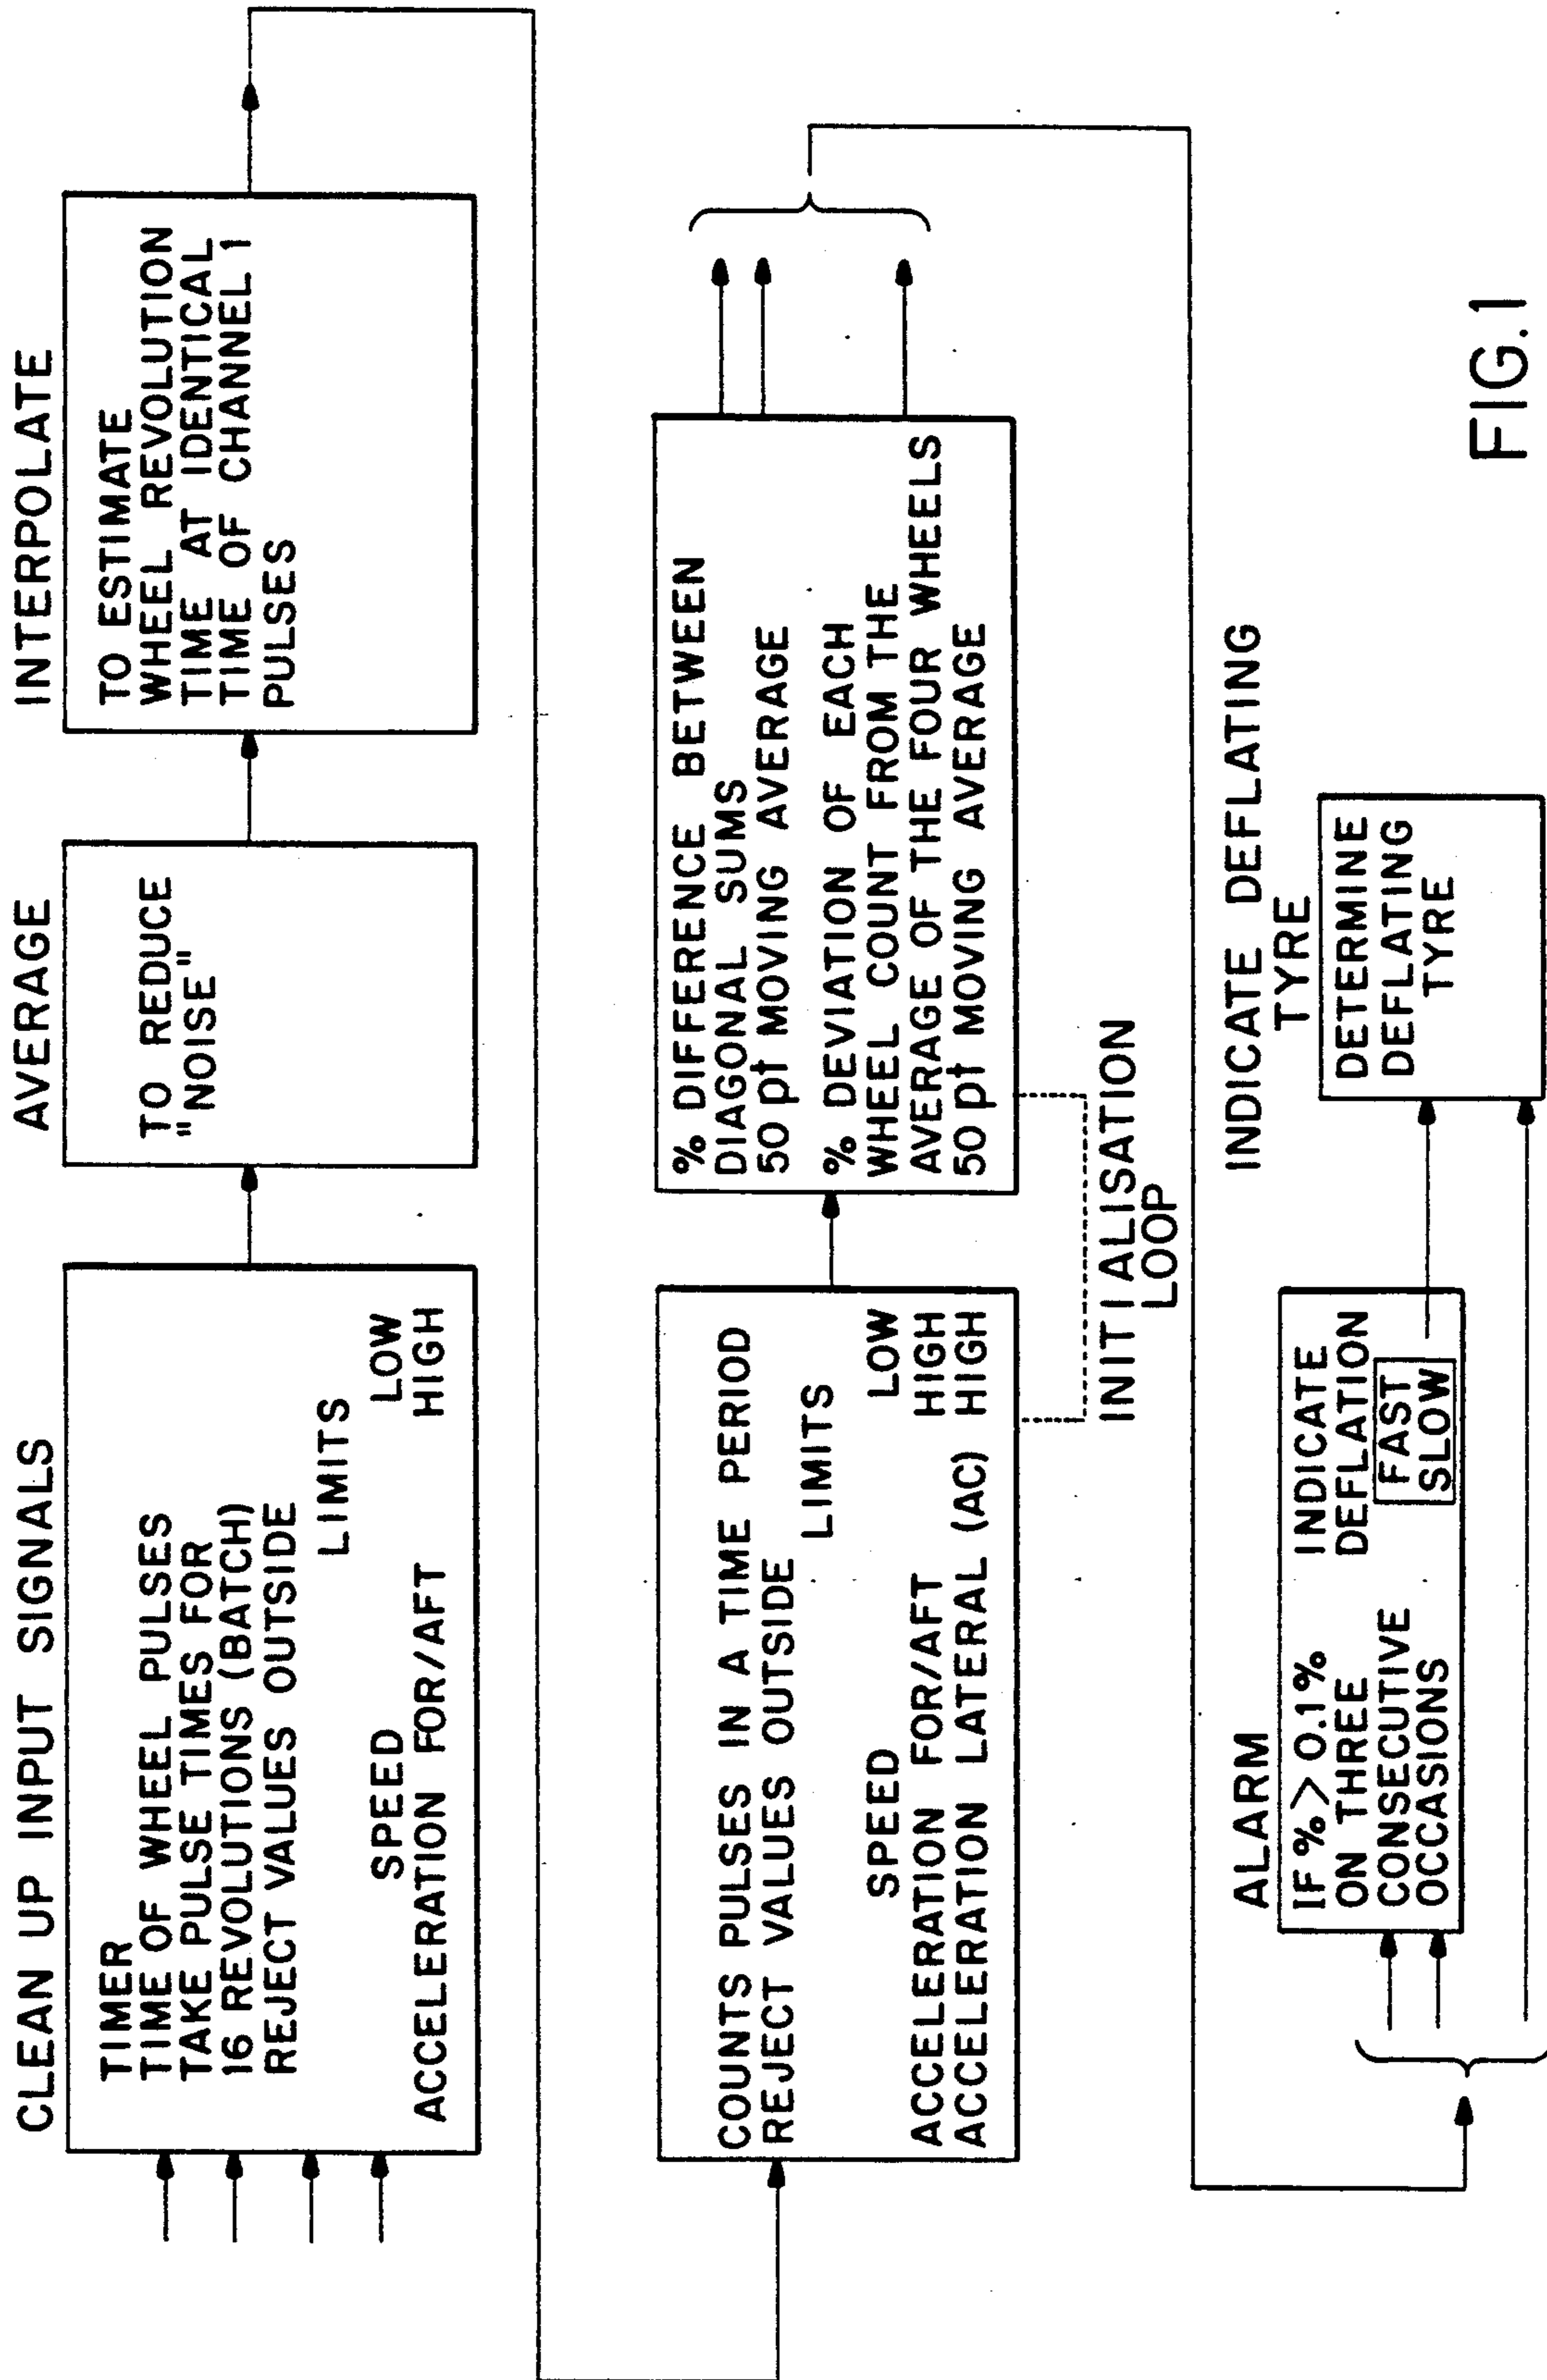 CLEAN UP INPUT SIGNALS
TIMER
TIME OF WHEEL PULSES
TAKE PULSE TIMES FOR
16 REVOLUTIONS (BATCH)
REJECT VALUES OUTSIDE
LIMITS
SPEED LOW
ACCELERATION FOR/AFT HIGH
AVERAGE
TO REDUCE
"NOISE"
INTERPOLATE
TO ESTIMATE
WHEEL REVOLUTION
TIME AT IDENTICAL
TIME OF CHANNEL 1
PULSES
COUNTS PULSES IN A TIME PERIOD
REJECT VALUES OUTSIDE
LIMITS
SPEED LOW
ACCELERATION FOR/AFT HIGH
ACCELERATION LATERAL (AC) HIGH
% DIFFERENCE BETWEEN
DIAGONAL SUMS
50 pt MOVING AVERAGE
% DEVIATION OF EACH
WHEEL COUNT FROM THE
AVERAGE OF THE FOUR WHEELS
50 pt MOVING AVERAGE
INITIALISATION
LOOP
ALARM
IF % > 0.1%
ON THREE
CONSECUTIVE
OCCASIONS
INDICATE
DEFLATION
FAST
SLOW
INDICATE DEFLATING
TYRE
DETERMINE
DEFLATING
TYRE
FIG.1